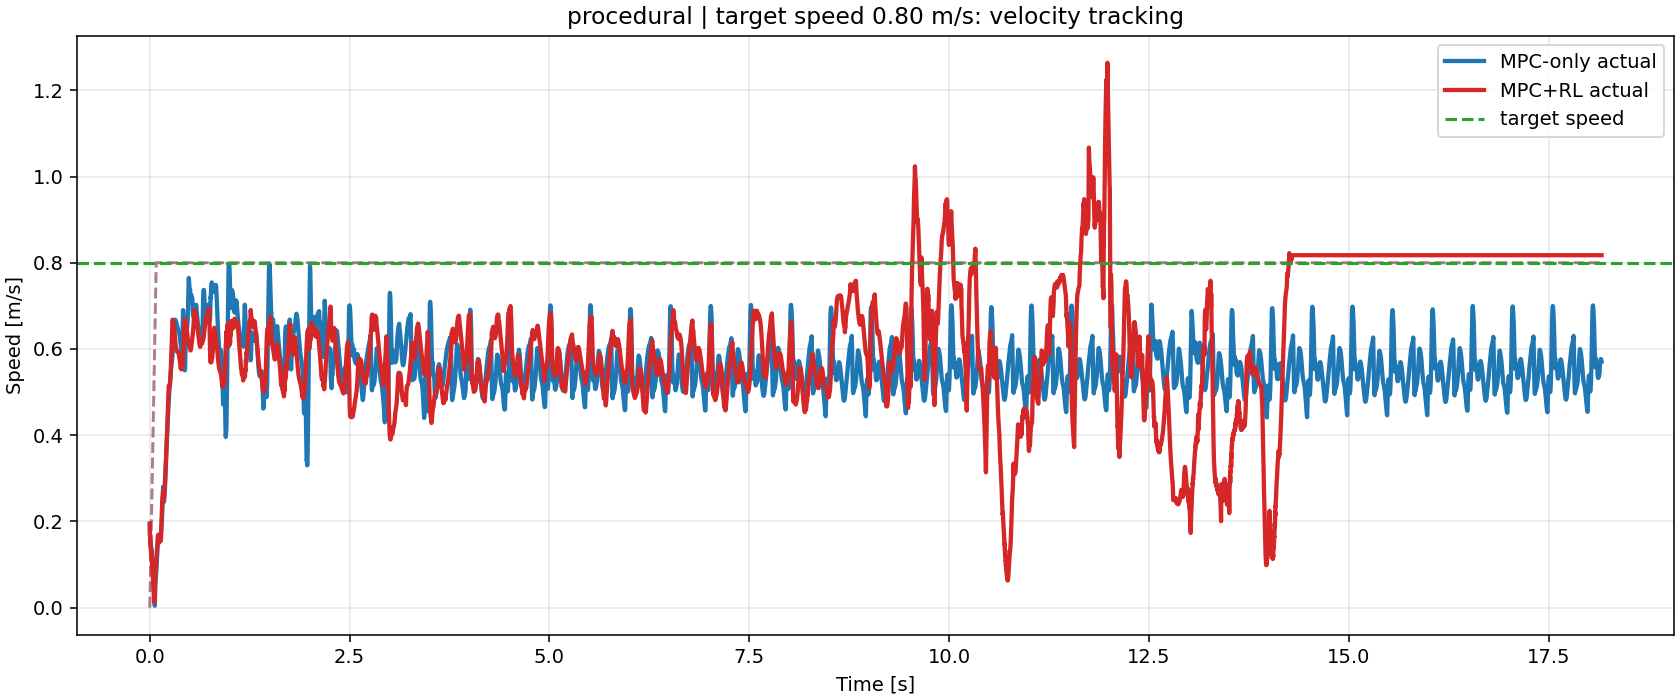 procedural | target speed 0.80 m/s: velocity tracking
MPC-only actual
MPC+RL actual
target speed
Speed [m/s]
1.2
1.0
0.8
0.6
0.4
0.2
0.0
0.0 2.5 5.0 7.5 10.0 12.5 15.0 17.5
Time [s]